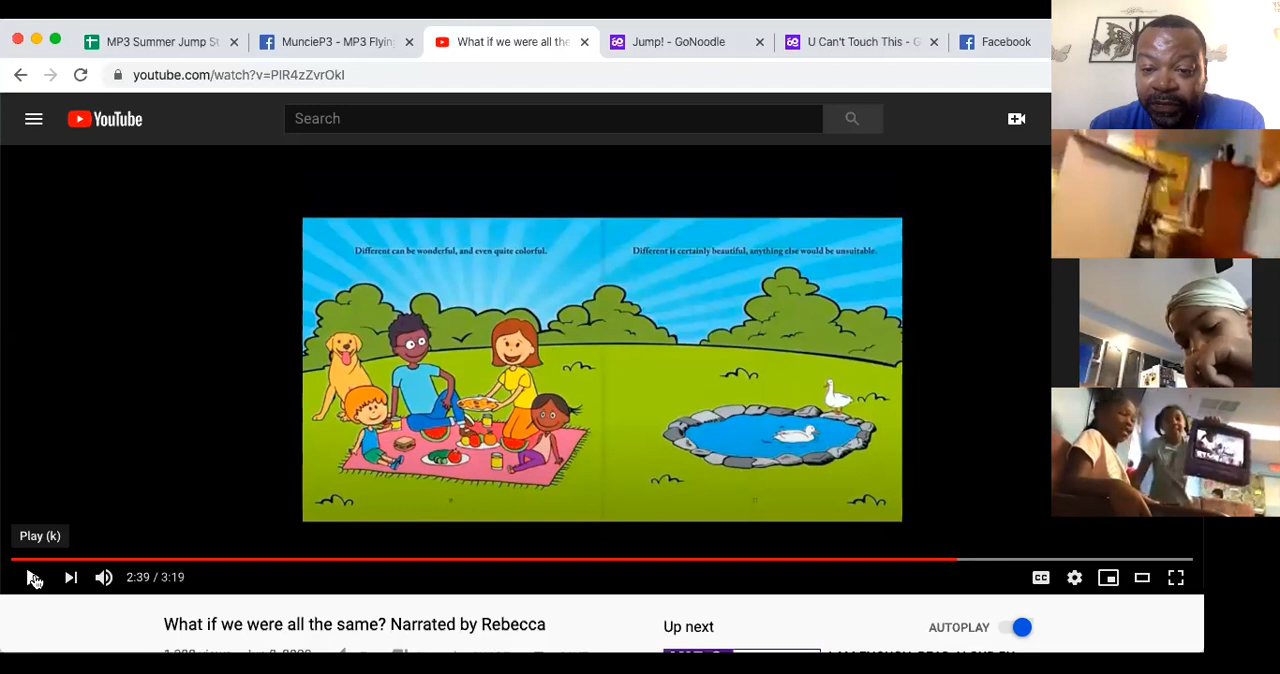 MP3 Summer Jump St
MuncieP3 - MP3 Flying
What if we were all the
Jump! - GoNoodle
U Can't Touch This - G
Facebook
youtube.com/watch?v=PlR4zZvrOkI
YouTube
Search
Different can be wonderful, and even quite colorful.
Different is certainly beautiful, anything else would be unsuitable.
Play (k)
2:39 / 3:19
CC
What if we were all the same? Narrated by Rebecca
Up next
AUTOPLAY